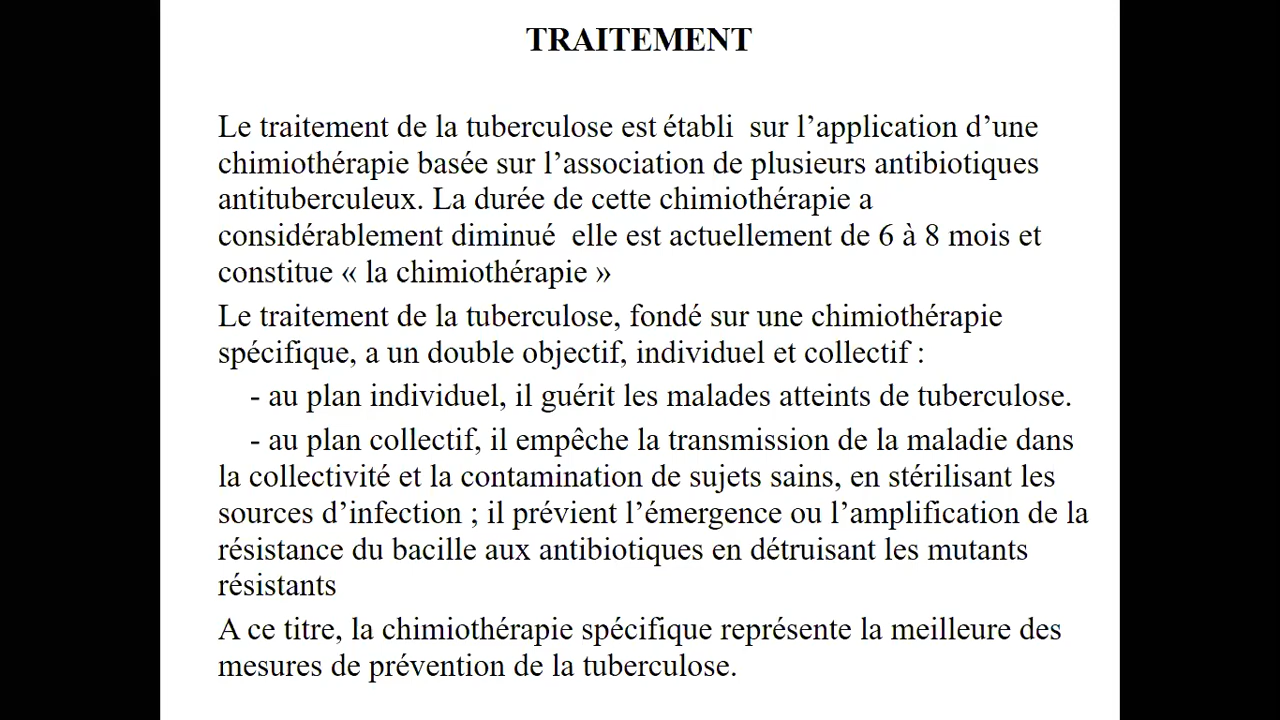 TRAITEMENT
Le traitement de la tuberculose est établi  sur l’application d’une
chimiothérapie basée sur l’association de plusieurs antibiotiques
antituberculeux. La durée de cette chimiothérapie a
considérablement diminué  elle est actuellement de 6 à 8 mois et
constitue « la chimiothérapie »
Le traitement de la tuberculose, fondé sur une chimiothérapie
spécifique, a un double objectif, individuel et collectif :
- au plan individuel, il guérit les malades atteints de tuberculose.
- au plan collectif, il empêche la transmission de la maladie dans
la collectivité et la contamination de sujets sains, en stérilisant les
sources d’infection ; il prévient l’émergence ou l’amplification de la
résistance du bacille aux antibiotiques en détruisant les mutants
résistants
A ce titre, la chimiothérapie spécifique représente la meilleure des
mesures de prévention de la tuberculose.